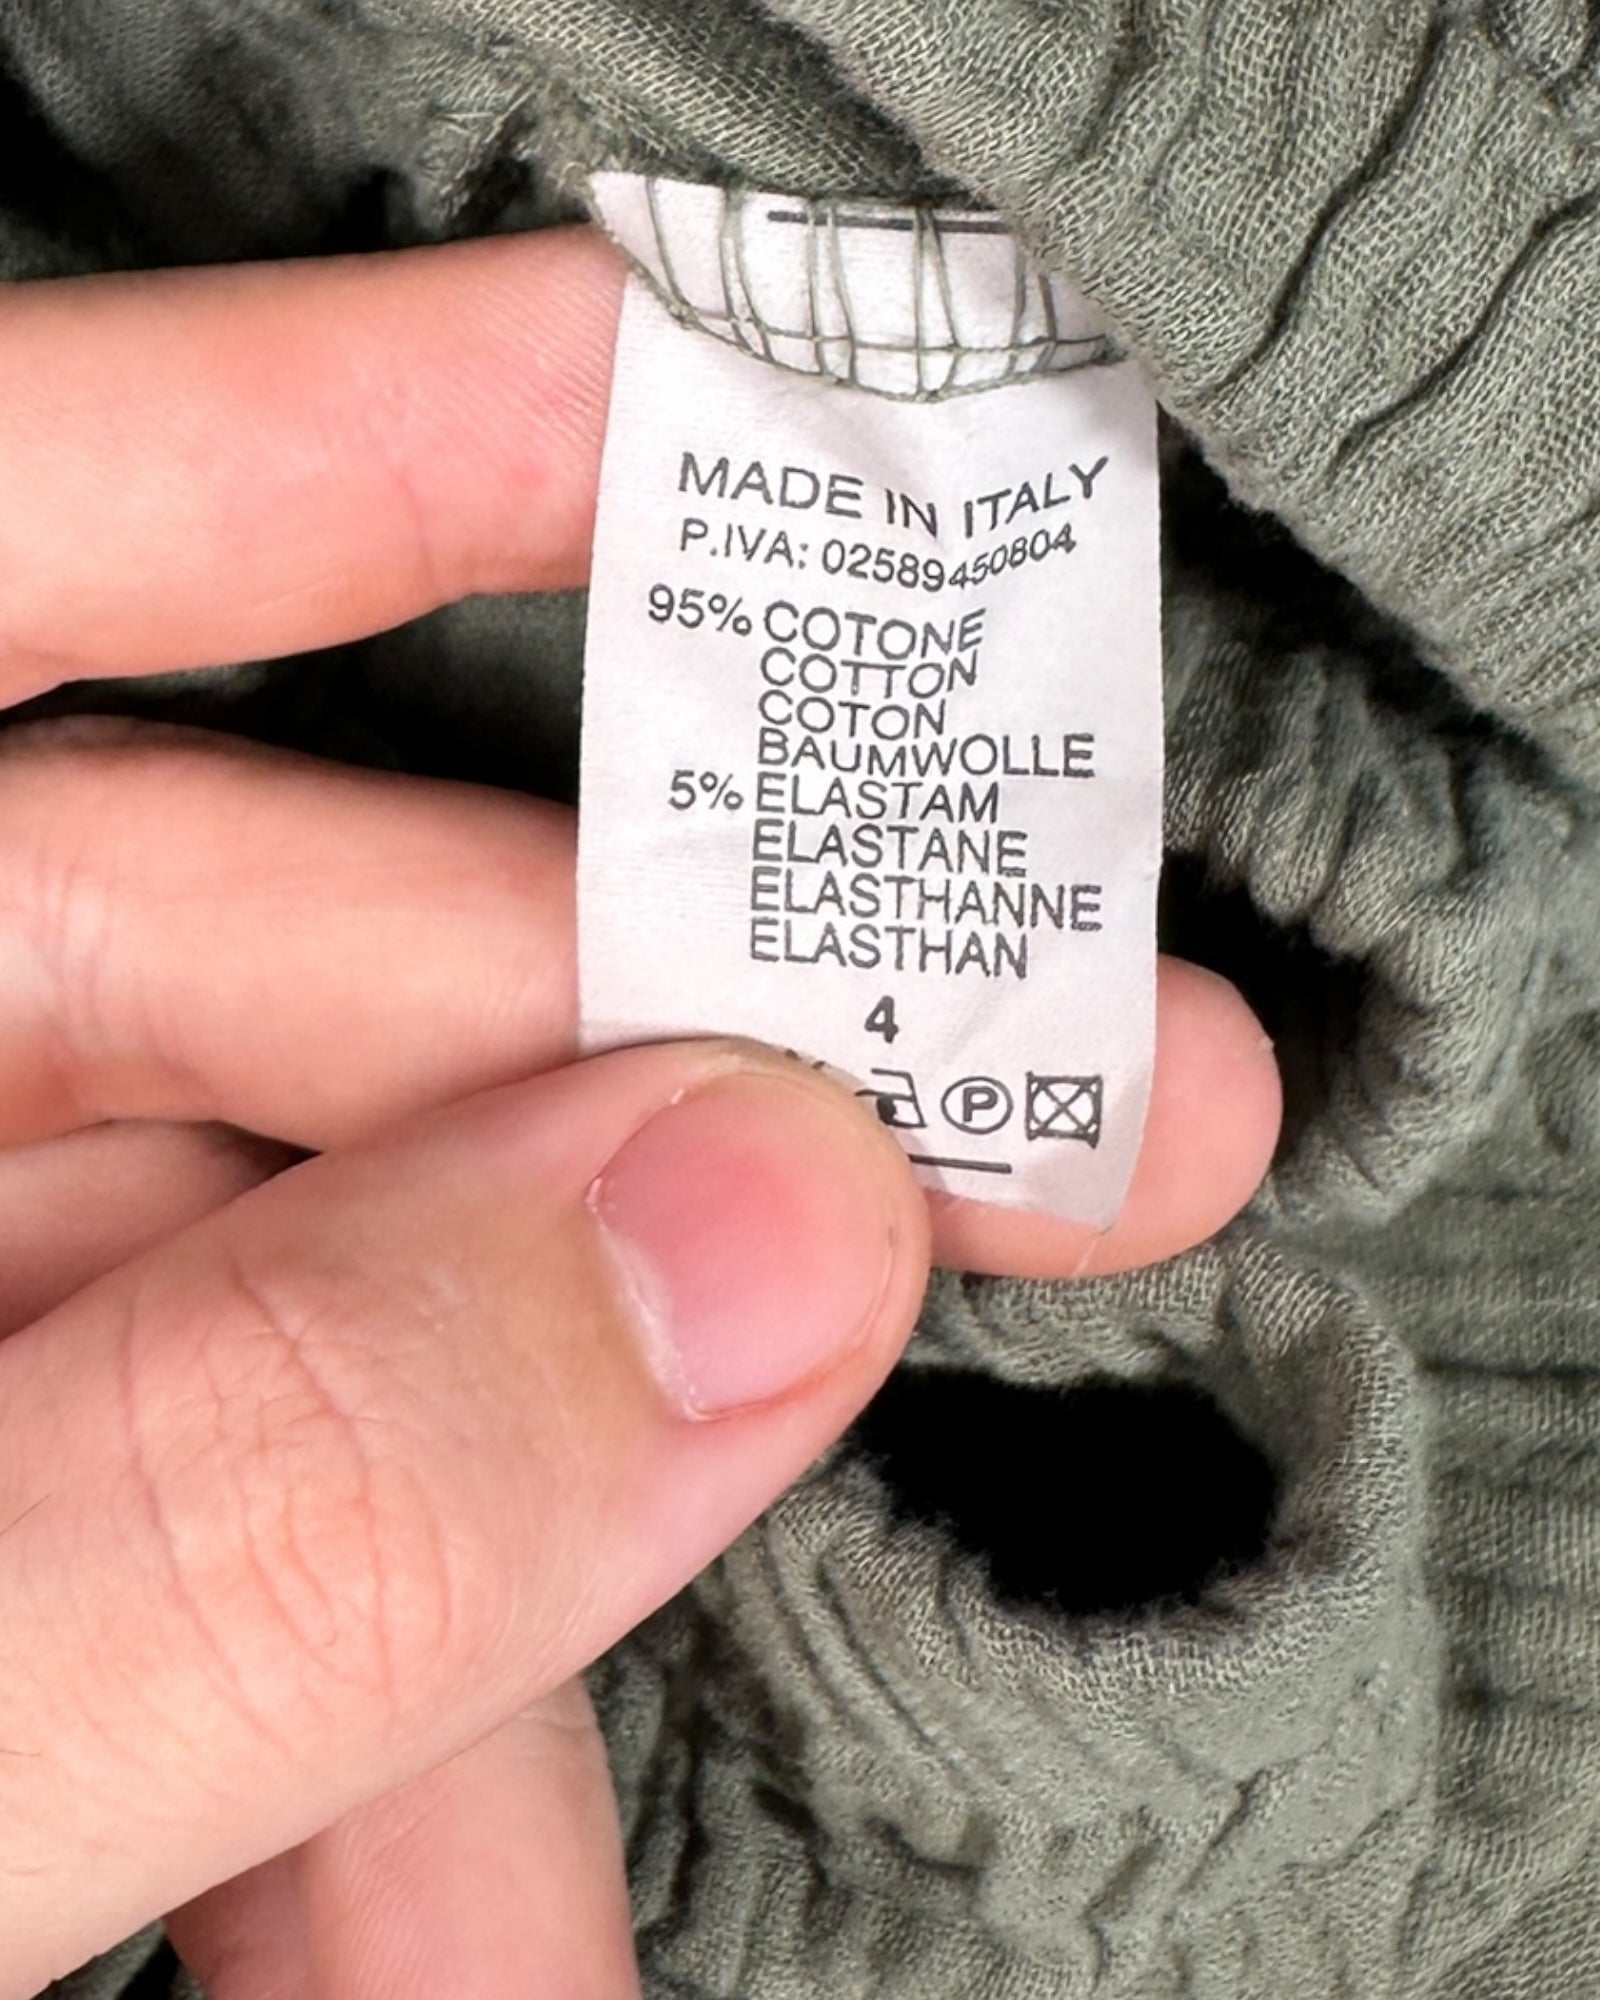 MADE IN ITALY
P.IVA: 02589450804
95% COTONE
COTTON
COTON
BAUMWOLLE
5% ELASTAM
ELASTANE
ELASTHANNE
ELASTHAN
4
P